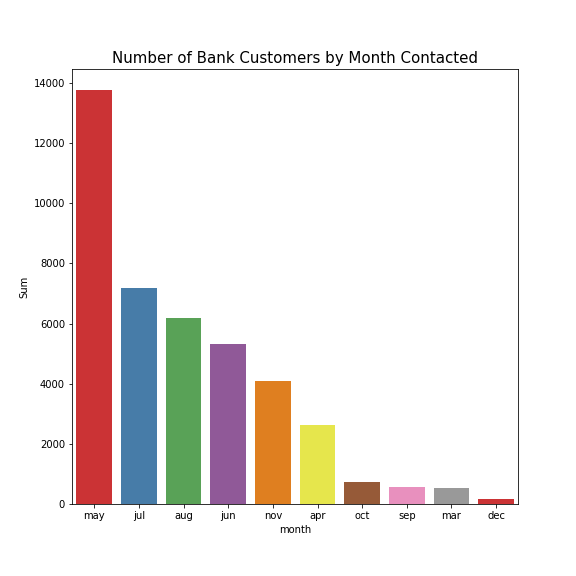 Number of Bank Customers by Month Contacted
14000
12000
10000
8000
6000
4000
2000
0
Sum
may jul aug jun nov apr oct sep mar dec
month